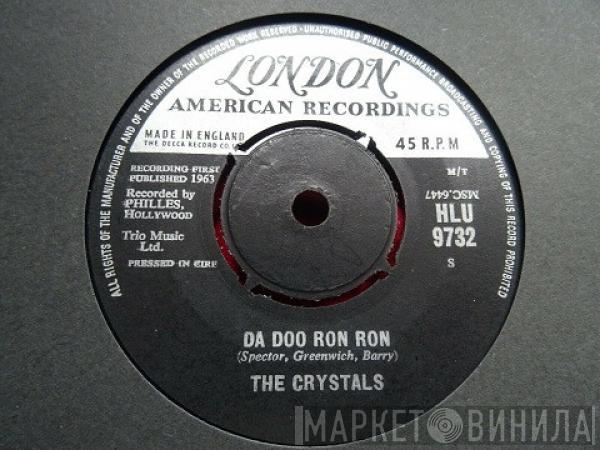 ALL RIGHTS OF THE MANUFACTURER AND OF THE OWNER OF THE RECORDED WORK RESERVED. UNAUTHORISED PUBLIC PERFORMANCE BROADCASTING AND COPYING OF THIS RECORD PROHIBITED
LONDON
AMERICAN RECORDINGS
MADE IN ENGLAND
THE DECCA RECORD CO.
45 R.P.M
RECORDING FIRST
PUBLISHED 1963
M/T
Recorded by
PHILLES,
HOLLYWOOD
MSC.6447
HLU
9732
Trio Music
Ltd.
S
PRESSED IN EIRE
DA DOO RON RON
(Spector, Greenwich, Barry)
THE CRYSTALS
МАРКЕТ ВИНИЛА